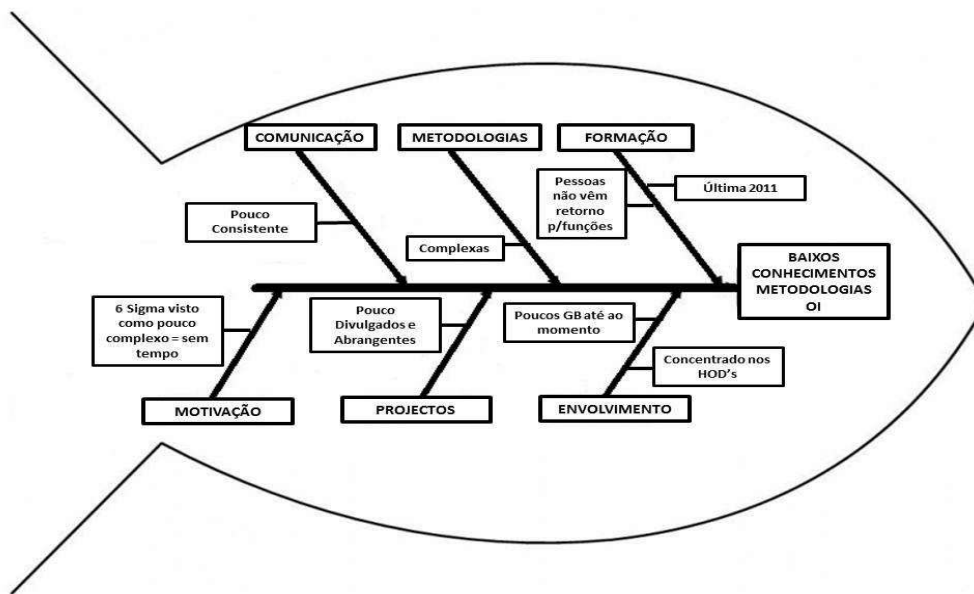 COMUNICAÇÃO
METODOLOGIAS
FORMAÇÃO
Pessoas
não vêm
retorno
p/funções
Última 2011
Pouco
Consistente
Complexas
BAIXOS
CONHECIMENTOS
METODOLOGIAS
OI
6 Sigma visto
como pouco
complexo = sem
tempo
Pouco
Divulgados e
Abrangentes
Poucos GB até ao
momento
Concentrado nos
HOD's
MOTIVAÇÃO
PROJECTOS
ENVOLVIMENTO